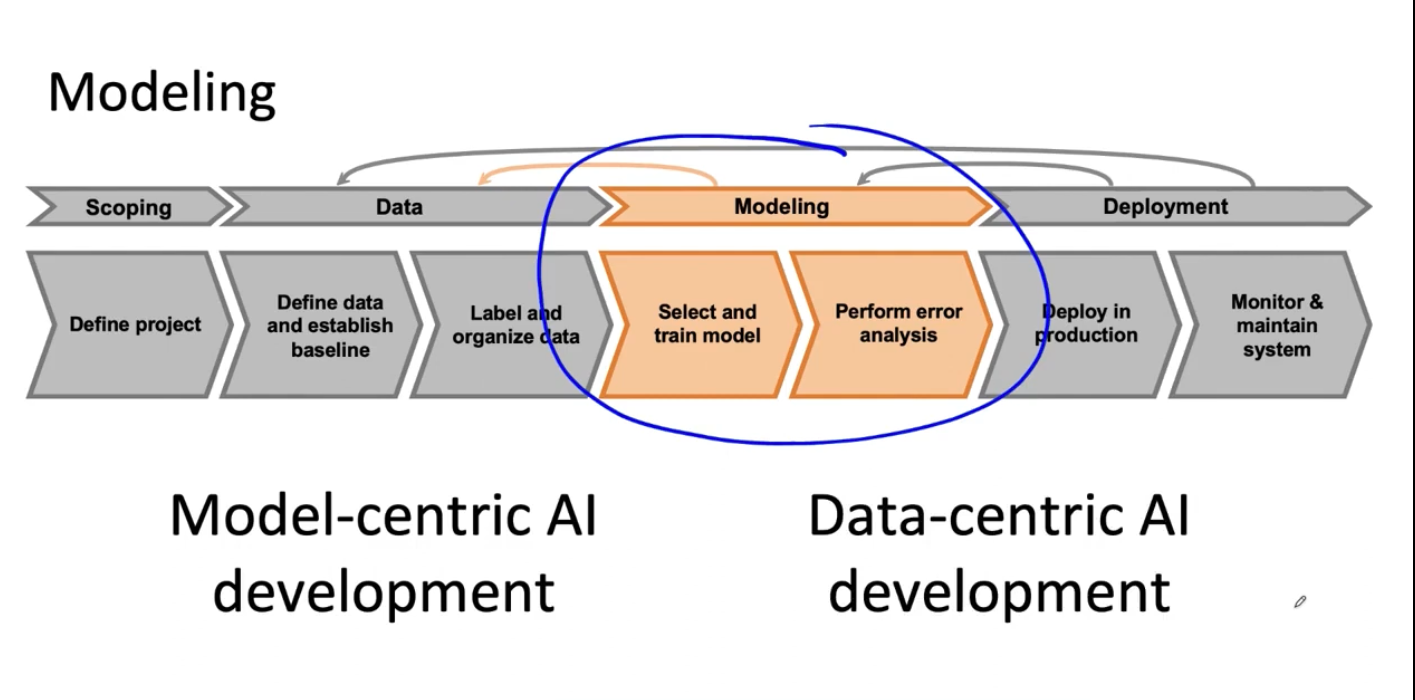 Modeling
Scoping
Data
Modeling
Deployment
Define project
Define data
and establish
baseline
Label and
organize data
Select and
train model
Perform error
analysis
Deploy in
production
Monitor &
maintain
system
Model-centric AI
development
Data-centric AI
development